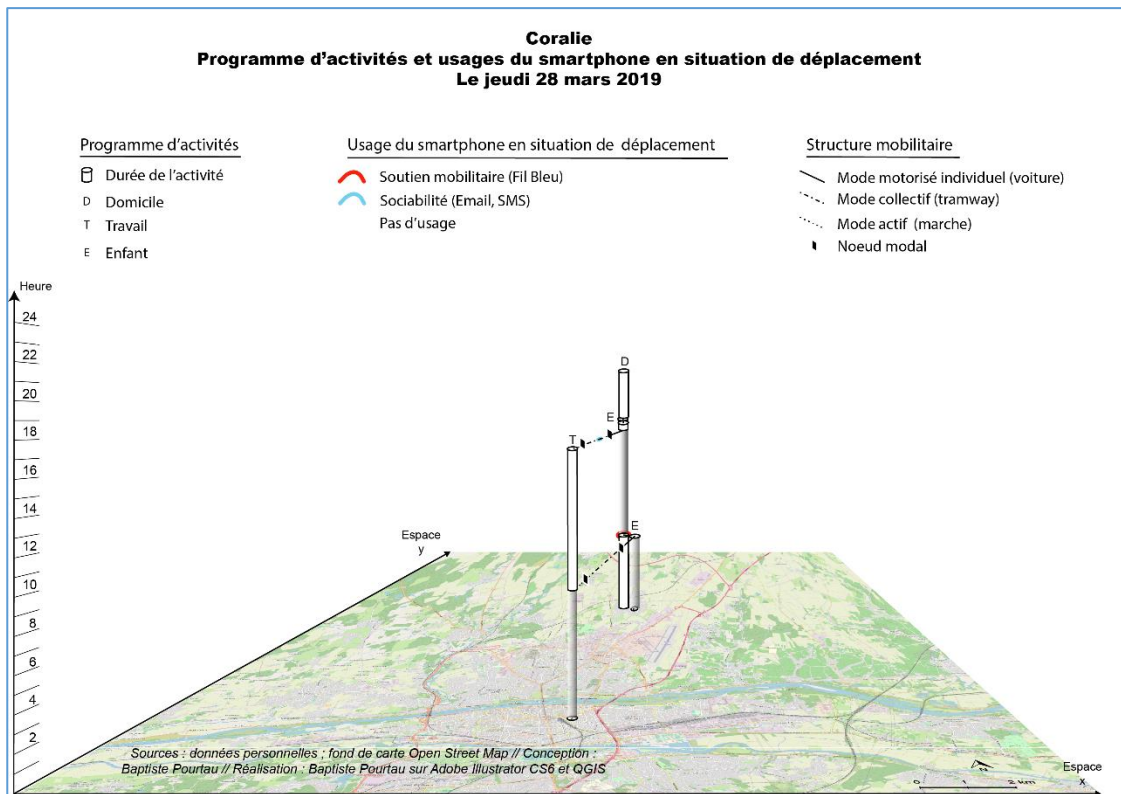 Coralie
Programme d'activités et usages du smartphone en situation de déplacement
Le jeudi 28 mars 2019
Programme d'activités
Durée de l'activité
D Domicile
T Travail
E Enfant
Usage du smartphone en situation de déplacement
Soutien mobilitaire (Fil Bleu)
Sociabilité (Email, SMS)
Pas d'usage
Structure mobilitaire
Mode motorisé individuel (voiture)
Mode collectif (tramway)
Mode actif (marche)
Noeud modal
Heure
24
22
20
18
16
14
12
10
8
6
4
2
D
E
T
E
Espace
y
N
0 1 2 km
Espace
x
Sources : données personnelles ; fond de carte Open Street Map // Conception :
Baptiste Pourtau // Réalisation : Baptiste Pourtau sur Adobe Illustrator CS6 et QGIS